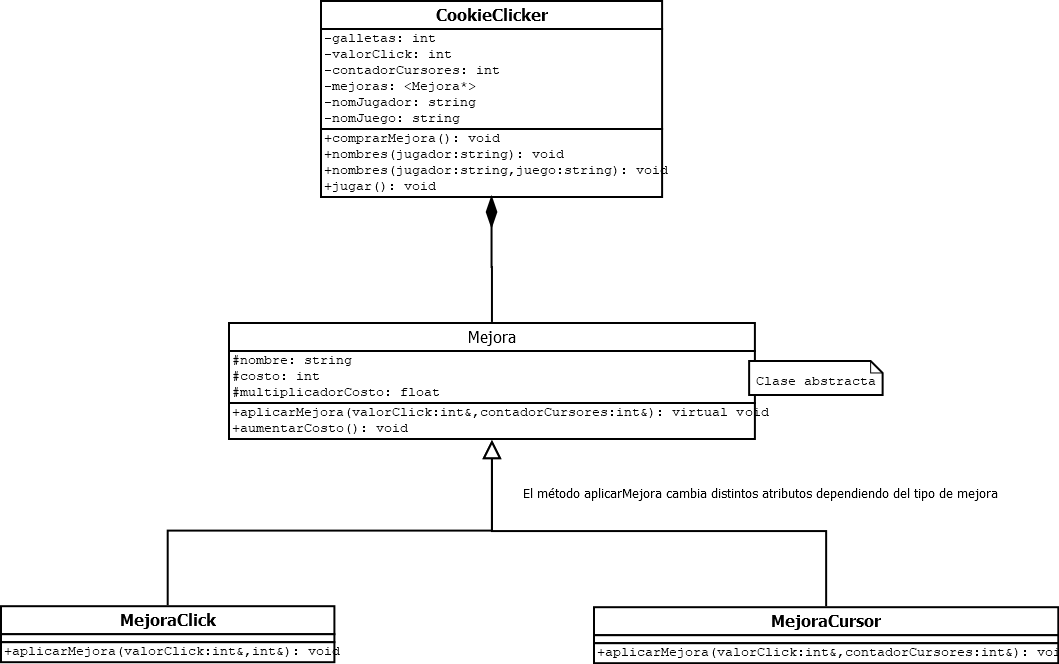 CookieClicker
-galletas: int
-valorClick: int
-contadorCursores: int
-mejoras: <Mejora*>
-nomJugador: string
-nomJuego: string
+comprarMejora(): void
+nombres(jugador:string): void
+nombres(jugador:string,juego:string): void
+jugar(): void
Mejora
#nombre: string
#costo: int
#multiplicadorCosto: float
+aplicarMejora(valorClick:int&,contadorCursores:int&): virtual void
+aumentarCosto(): void
Clase abstracta
El método aplicarMejora cambia distintos atributos dependiendo del tipo de mejora
MejoraClick
+aplicarMejora(valorClick:int&,int&): void
MejoraCursor
+aplicarMejora(valorClick:int&,contadorCursores:int&): voi